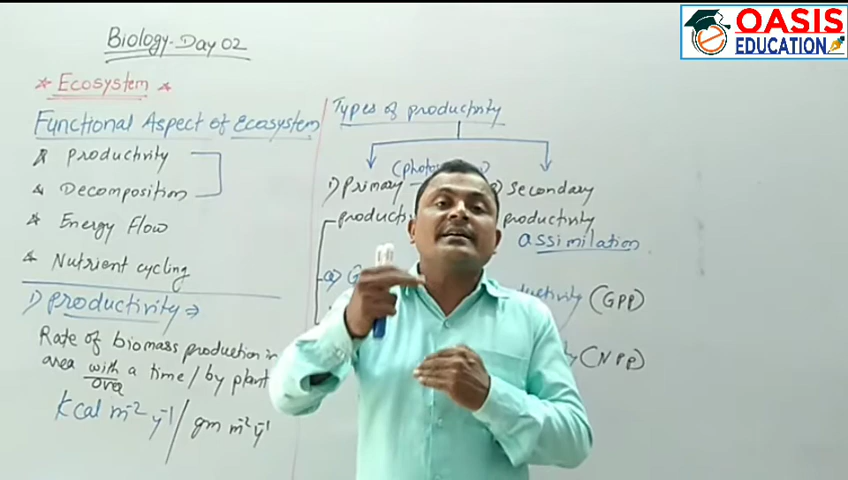 OASIS
EDUCATION
Biology-Day 02
* Ecosystem *
Functional Aspect of Ecosystem
* Productivity
* Decomposition
* Energy Flow
* Nutrient cycling
1) Productivity ⇒
Rate of biomass production in
area with a time / by plant
over
Kcal m⁻² y⁻¹ / gm m⁻² y⁻¹
Types of productivity
1) Primary
Secondary
productivity
assimilation
a) G
(GPP)
(NPP)